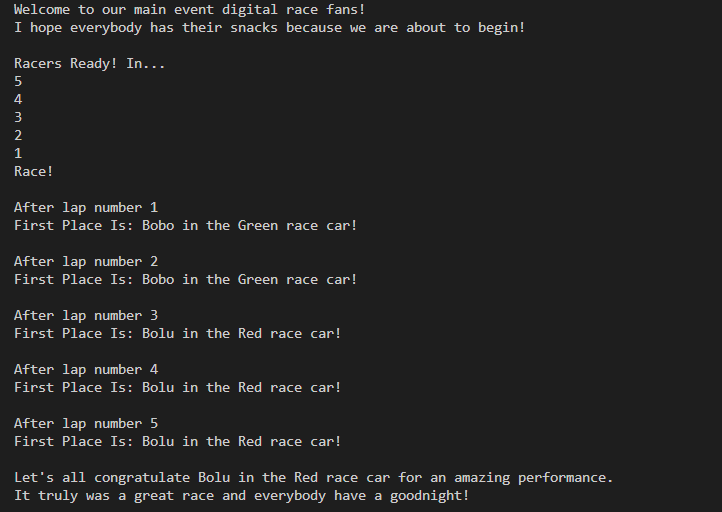 Welcome to our main event digital race fans!
I hope everybody has their snacks because we are about to begin!
Racers Ready! In...
5
4
3
2
1
Race!
After lap number 1
First Place Is: Bobo in the Green race car!
After lap number 2
First Place Is: Bobo in the Green race car!
After lap number 3
First Place Is: Bolu in the Red race car!
After lap number 4
First Place Is: Bolu in the Red race car!
After lap number 5
First Place Is: Bolu in the Red race car!
Let's all congratulate Bolu in the Red race car for an amazing performance.
It truly was a great race and everybody have a goodnight!